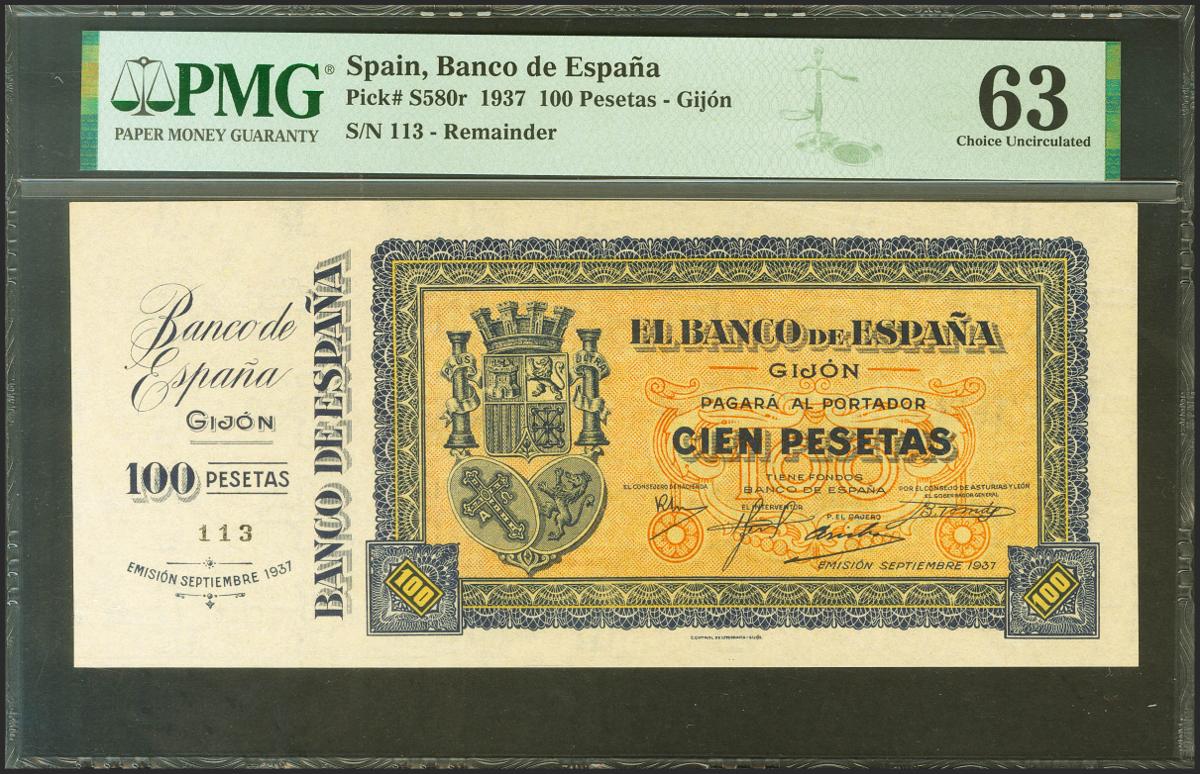 PMG®
PAPER MONEY GUARANTY
Spain, Banco de España
Pick# S580r 1937 100 Pesetas - Gijón
S/N 113 - Remainder
63
Choice Uncirculated
Banco de
España
GIJÓN
100 PESETAS
113
EMISIÓN SEPTIEMBRE 1937
BANCO DE ESPAÑA
PLUS
EL BANCO DE ESPAÑA
GIJÓN
PAGARÁ AL PORTADOR
CIEN PESETAS
100
TIENE FONDOS
BANCO DE ESPAÑA
EL CONSEJERO DE HACIENDA
EL INTERVENTOR
P. EL CAJERO
POR EL CONSEJO DE ASTURIAS Y LEÓN
EL GOBERNADOR GENERAL
EMISIÓN SEPTIEMBRE 1937
100
100